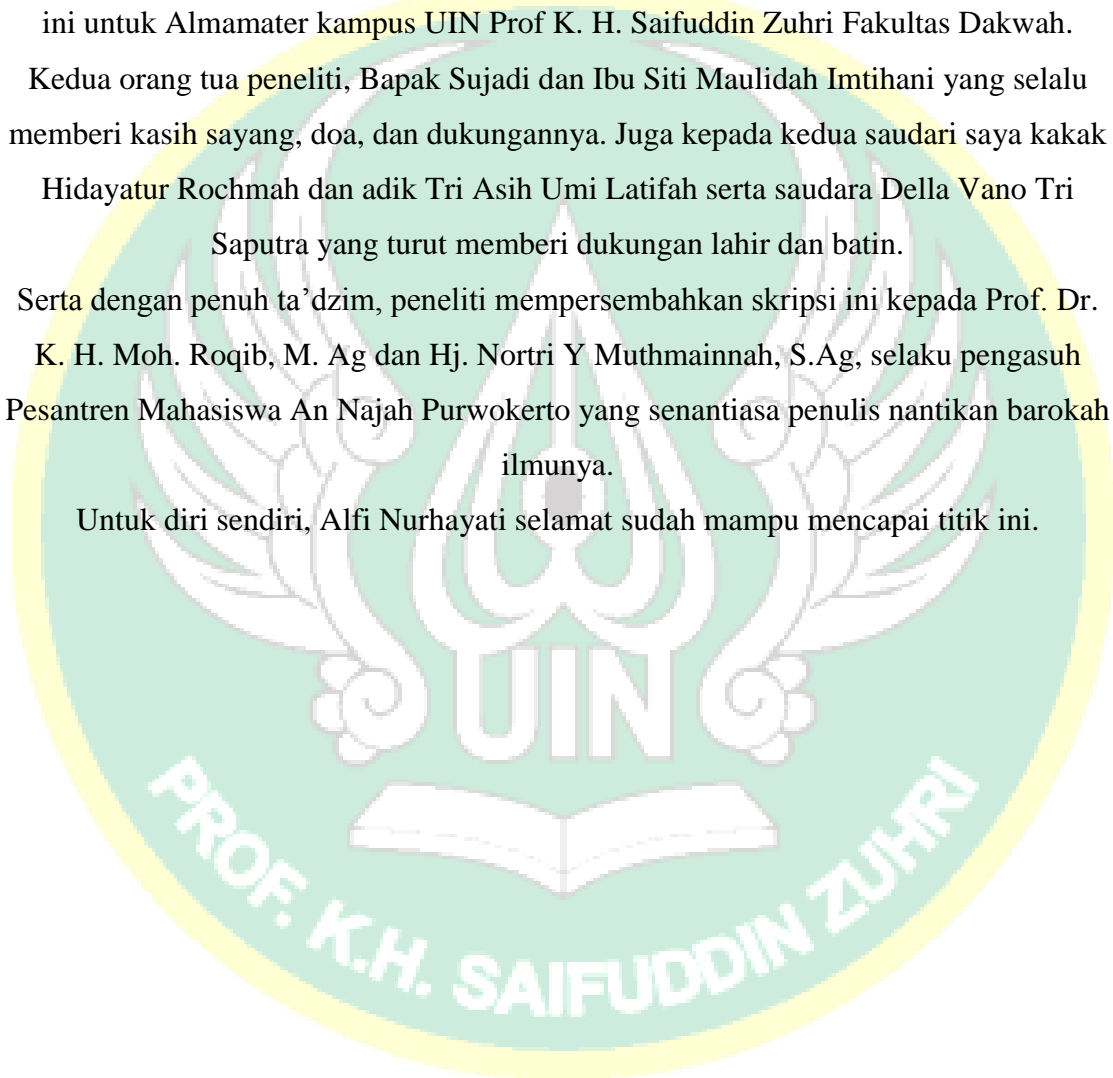 ini untuk Almamater kampus UIN Prof K. H. Saifuddin Zuhri Fakultas Dakwah.
Kedua orang tua peneliti, Bapak Sujadi dan Ibu Siti Maulidah Imtihani yang selalu
memberi kasih sayang, doa, dan dukungannya. Juga kepada kedua saudari saya kakak
Hidayatur Rochmah dan adik Tri Asih Umi Latifah serta saudara Della Vano Tri
Saputra yang turut memberi dukungan lahir dan batin.
Serta dengan penuh ta’dzim, peneliti mempersembahkan skripsi ini kepada Prof. Dr.
K. H. Moh. Roqib, M. Ag dan Hj. Nortri Y Muthmainnah, S.Ag, selaku pengasuh
Pesantren Mahasiswa An Najah Purwokerto yang senantiasa penulis nantikan barokah
ilmunya.
Untuk diri sendiri, Alfi Nurhayati selamat sudah mampu mencapai titik ini.
UIN
PROF. K.H. SAIFUDDIN ZUHRI